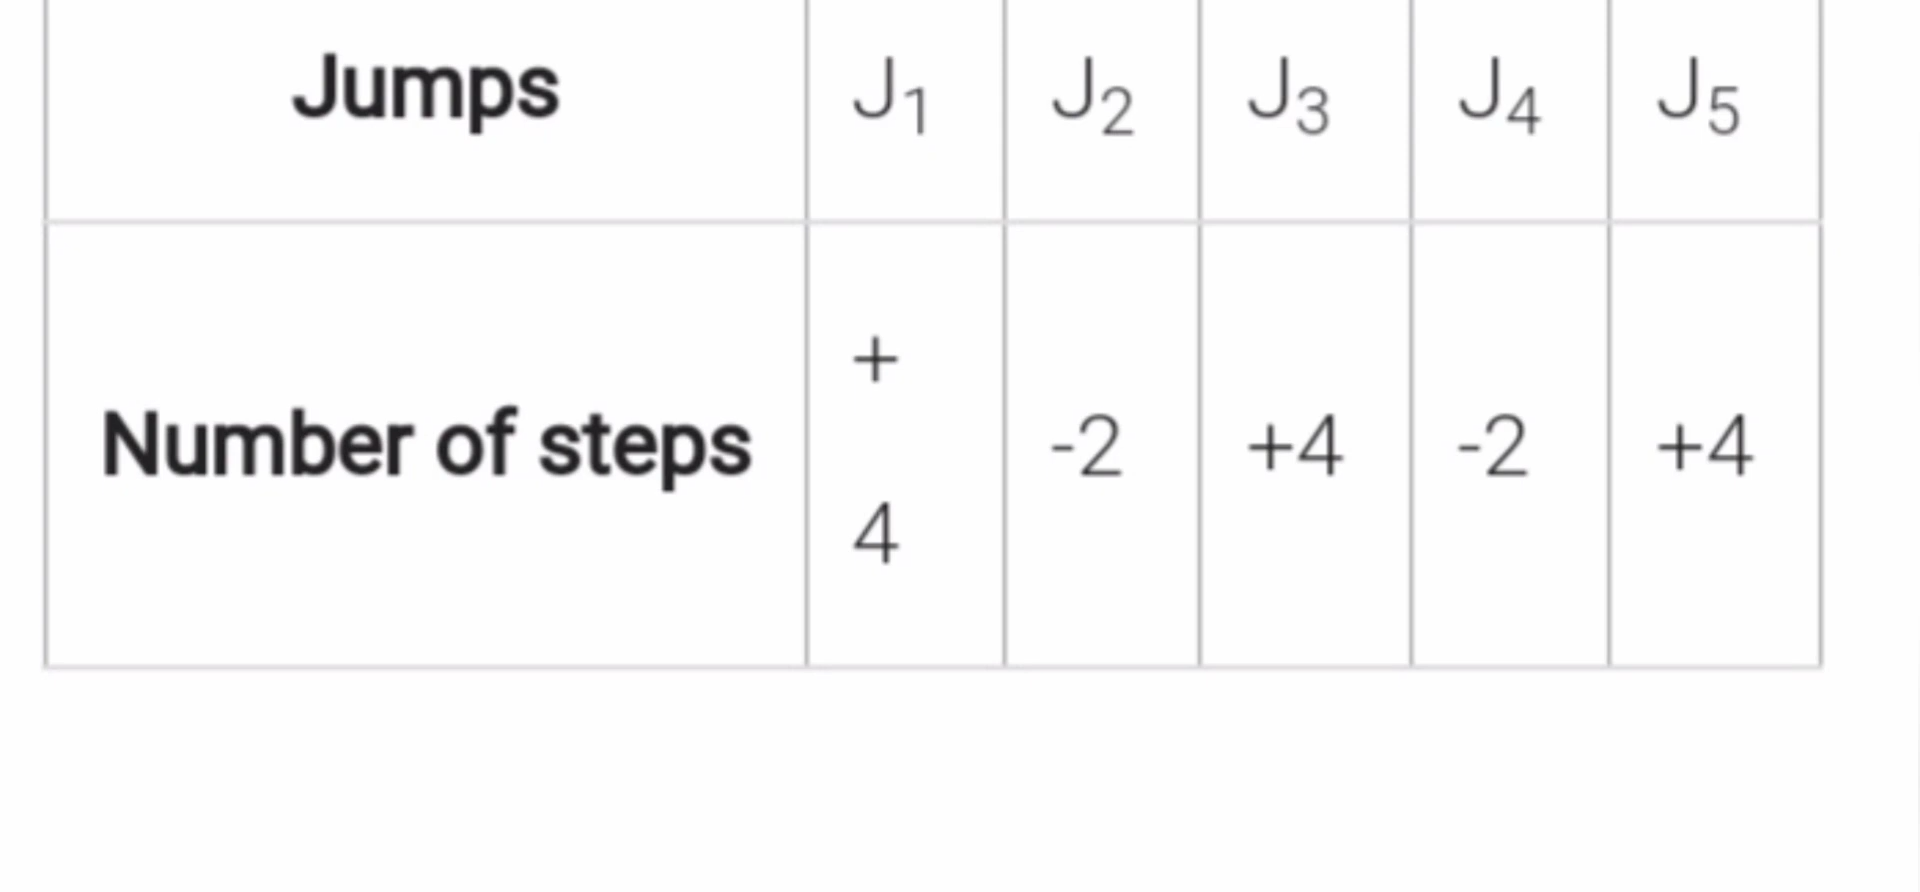 Jumps J₁ J₂ J₃ J₄ J₅
Number of steps +4 -2 +4 -2 +4